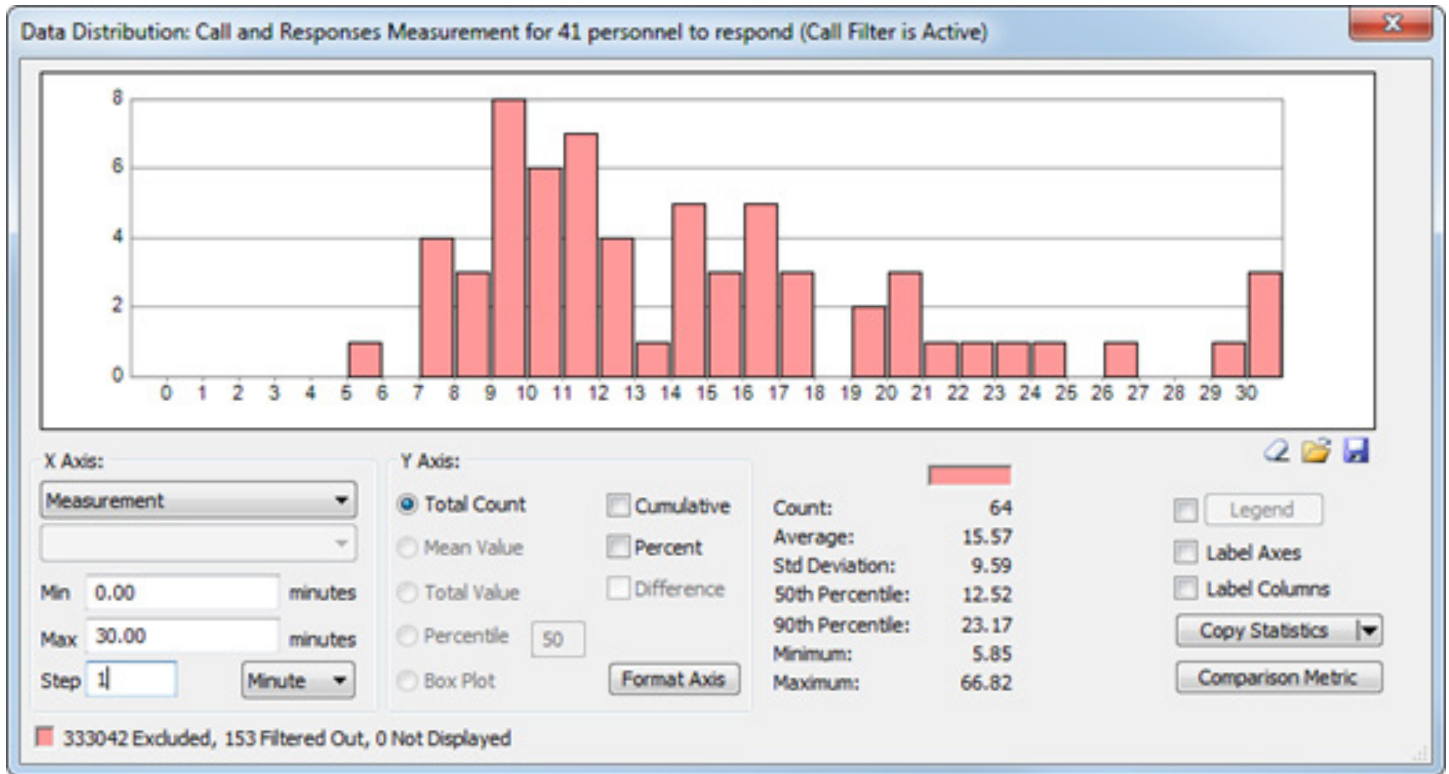 Data Distribution: Call and Responses Measurement for 41 personnel to respond (Call Filter is Active)
8
6
4
2
0
0 1 2 3 4 5 6 7 8 9 10 11 12 13 14 15 16 17 18 19 20 21 22 23 24 25 26 27 28 29 30
X Axis:
Measurement
Min 0.00 minutes
Max 30.00 minutes
Step 1 Minute
Y Axis:
Total Count Cumulative
Mean Value Percent
Total Value Difference
Percentile 50
Box Plot Format Axis
Count: 64
Average: 15.57
Std Deviation: 9.59
50th Percentile: 12.52
90th Percentile: 23.17
Minimum: 5.85
Maximum: 66.82
Legend
Label Axes
Label Columns
Copy Statistics
Comparison Metric
333042 Excluded, 153 Filtered Out, 0 Not Displayed